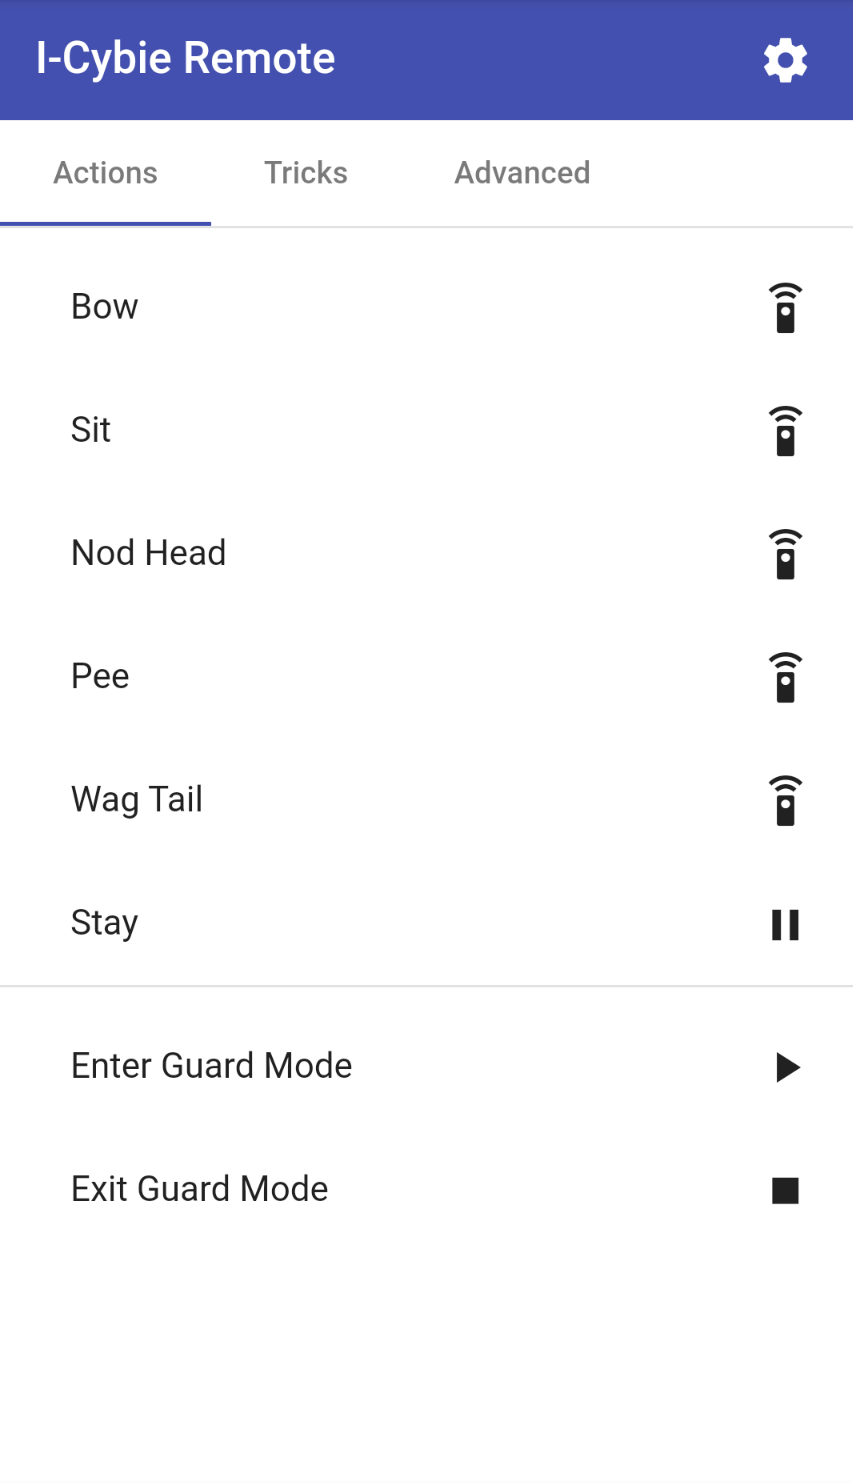 I-Cybie Remote
Actions Tricks Advanced
Bow
Sit
Nod Head
Pee
Wag Tail
Stay
Enter Guard Mode
Exit Guard Mode